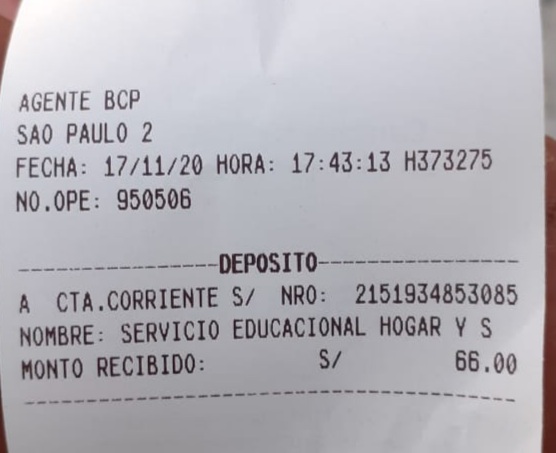 AGENTE BCP
SAO PAULO 2
FECHA: 17/11/20 HORA: 17:43:13 H373275
NO.OPE: 950506
-----------------DEPOSITO-----------------
A CTA.CORRIENTE S/ NRO: 2151934853085
NOMBRE: SERVICIO EDUCACIONAL HOGAR Y S
MONTO RECIBIDO: S/ 66.00
------------------------------------------